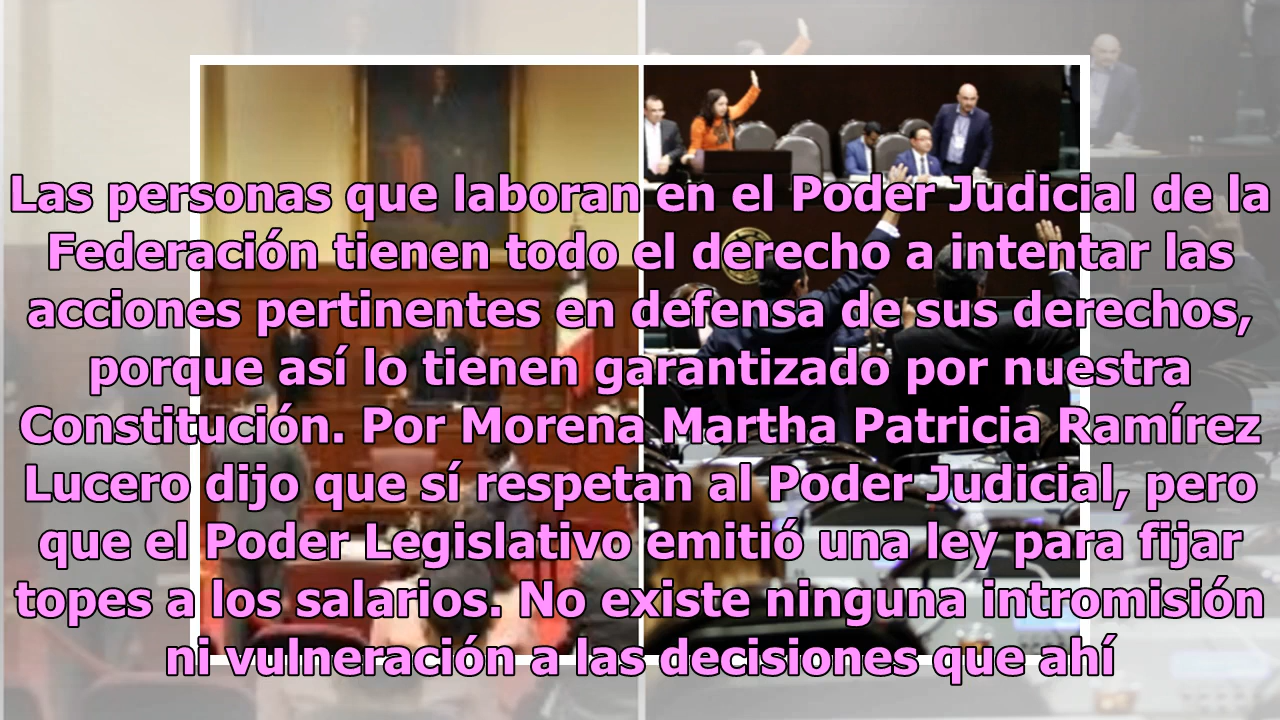 Las personas que laboran en el Poder Judicial de la
Federación tienen todo el derecho a intentar las
acciones pertinentes en defensa de sus derechos,
porque así lo tienen garantizado por nuestra
Constitución. Por Morena Martha Patricia Ramírez
Lucero dijo que sí respetan al Poder Judicial, pero
que el Poder Legislativo emitió una ley para fijar
topes a los salarios. No existe ninguna intromisión
ni vulneración a las decisiones que ahí